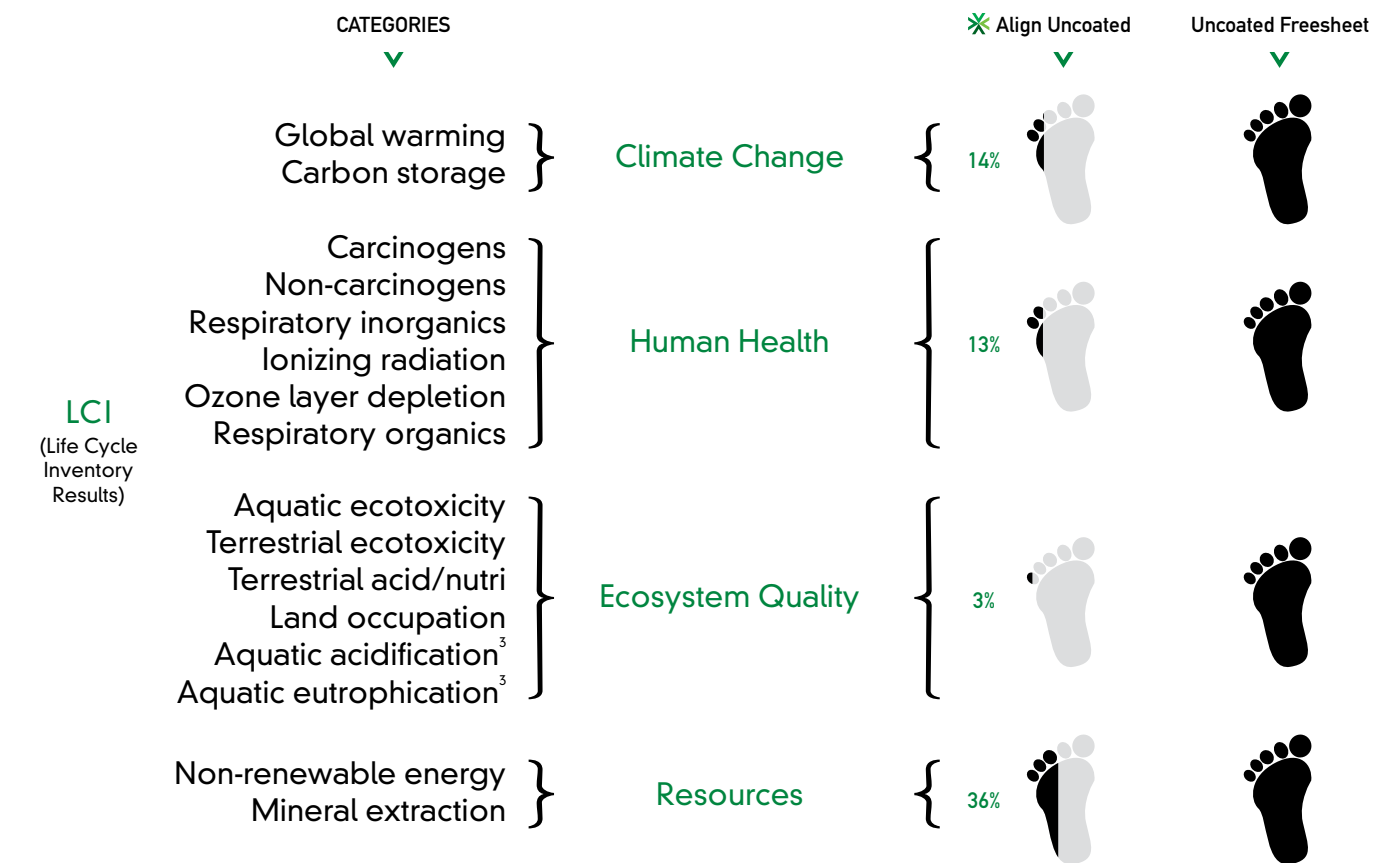 CATEGORIES
Align Uncoated
Uncoated Freesheet
Global warming
Carbon storage
Climate Change
14%
Carcinogens
Non-carcinogens
Respiratory inorganics
Ionizing radiation
Ozone layer depletion
Respiratory organics
Human Health
13%
LCI
(Life Cycle
Inventory
Results)
Aquatic ecotoxicity
Terrestrial ecotoxicity
Terrestrial acid/nutri
Land occupation
Aquatic acidification³
Aquatic eutrophication³
Ecosystem Quality
3%
Non-renewable energy
Mineral extraction
Resources
36%